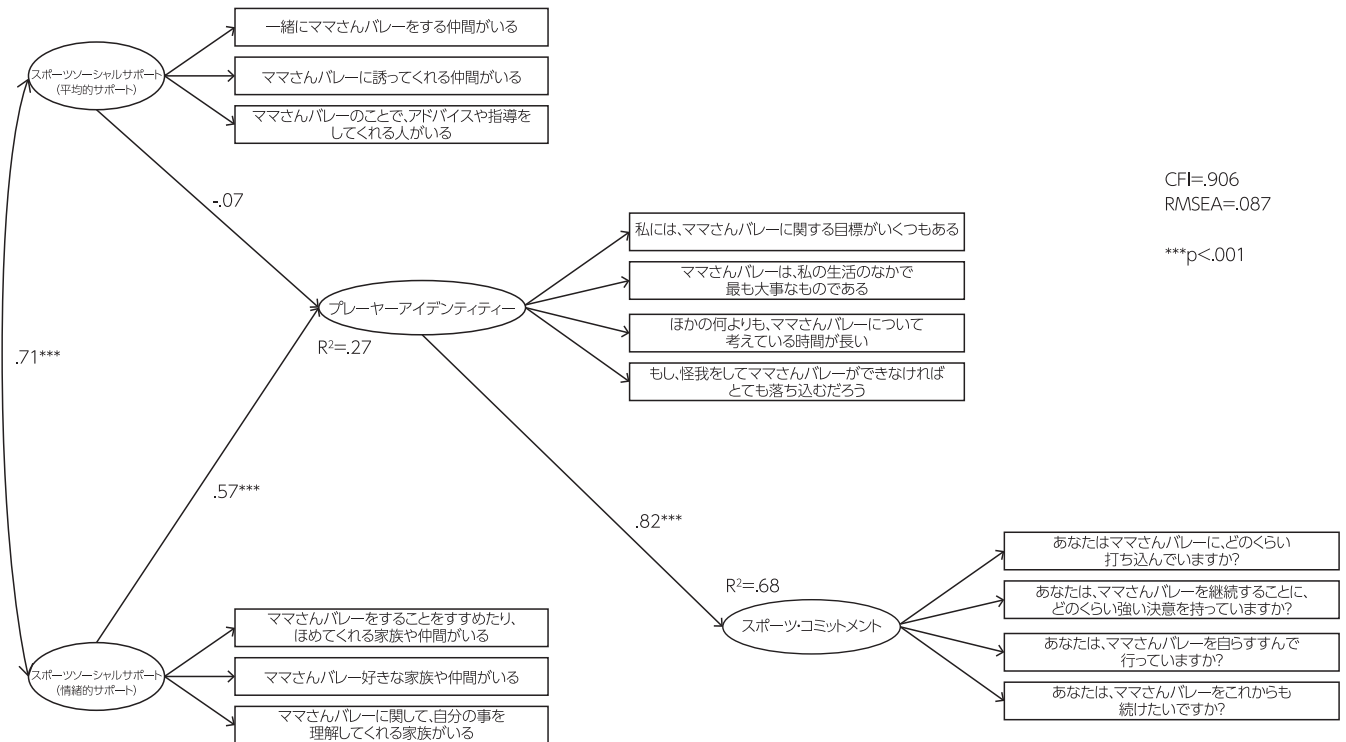 一緒にママさんバレーをする仲間がいる
スポーツソーシャルサポート
(平均的サポート)
ママさんバレーに誘ってくれる仲間がいる
ママさんバレーのことで、アドバイスや指導を
してくれる人がいる
CFI=.906
RMSEA=.087
***p<.001
-.07
私には、ママさんバレーに関する目標がいくつもある
ママさんバレーは、私の生活のなかで
最も大事なものである
プレーヤーアイデンティティー
R²=.27
ほかの何よりも、ママさんバレーについて
考えている時間が長い
もし、怪我をしてママさんバレーができなければ
とても落ち込むだろう
.71***
.57***
.82***
あなたはママさんバレーに、どのくらい
打ち込んでいますか?
R²=.68
あなたは、ママさんバレーを継続することに、
どのくらい強い決意を持っていますか?
スポーツ・コミットメント
あなたは、ママさんバレーを自らすすんで
行っていますか?
あなたは、ママさんバレーをこれからも
続けたいですか?
ママさんバレーをすることをすすめたり、
ほめてくれる家族や仲間がいる
スポーツソーシャルサポート
(情緒的サポート)
ママさんバレー好きな家族や仲間がいる
ママさんバレーに関して、自分の事を
理解してくれる家族がいる